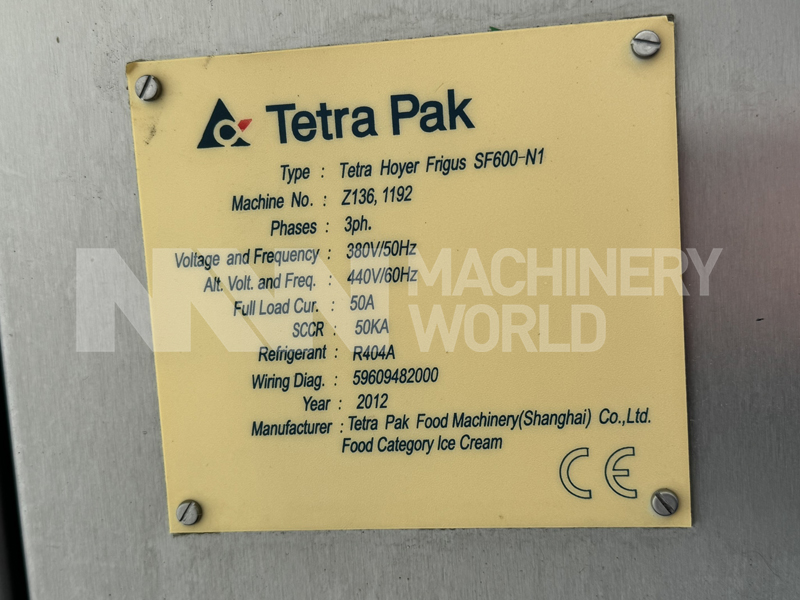 Tetra Pak
Type : Tetra Hoyer Frigus SF600-N1
Machine No. : Z136, 1192
Phases : 3ph.
Voltage and Frequency : 380V/50Hz
Alt. Volt. and Freq. : 440V/60Hz
Full Load Cur. : 50A
SCCR : 50KA
Refrigerant : R404A
Wiring Diag. : 59609482000
Year : 2012
Manufacturer : Tetra Pak Food Machinery(Shanghai) Co.,Ltd.
Food Category Ice Cream
CE
MW MACHINERY
WORLD